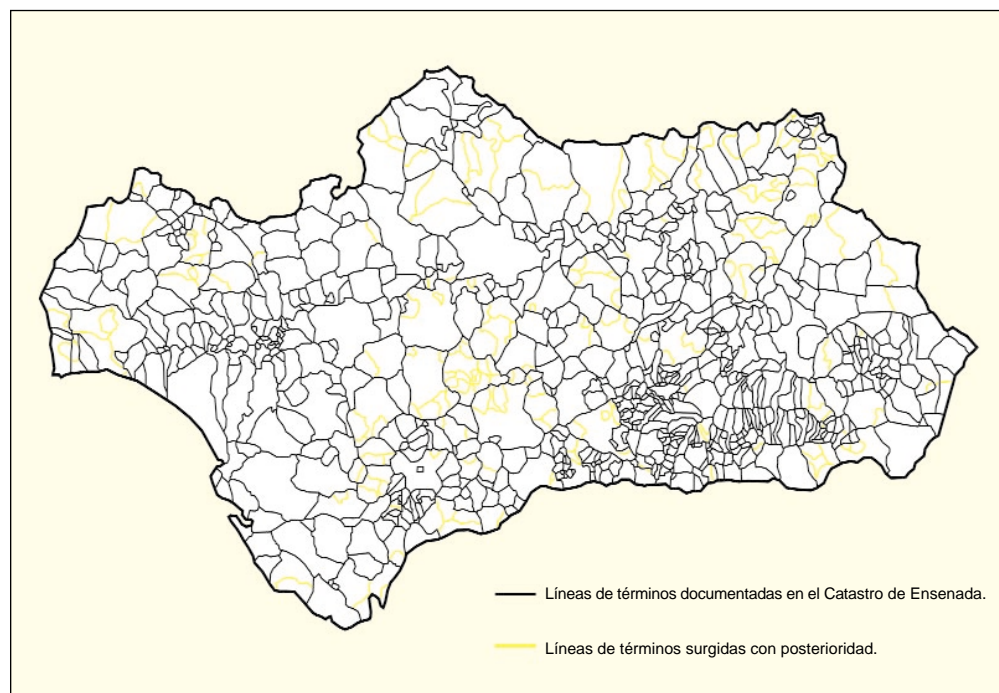 Líneas de términos documentadas en el Catastro de Ensenada.
Líneas de términos surgidas con posterioridad.